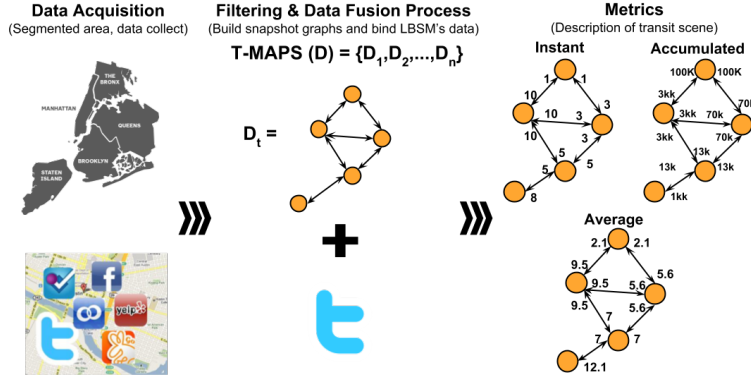 Data Acquisition
(Segmented area, data collect)
THE
BRONX
MANHATTAN
QUEENS
BROOKLYN
STATEN
ISLAND
yelp
Filtering & Data Fusion Process
(Build snapshot graphs and bind LBSM's data)
T-MAPS (D) = {D1,D2,...,Dn}
Dt =
+
Metrics
(Description of transit scene)
Instant
1 1
10 3
10 3
10 3
5
5 5
8
Accumulated
100K 100K
3kk 70k
3kk 70k
3kk 70k
13k
13k 13k
1kk
Average
2.1 2.1
9.5 5.6
9.5 5.6
9.5 5.6
7
7 7
12.1